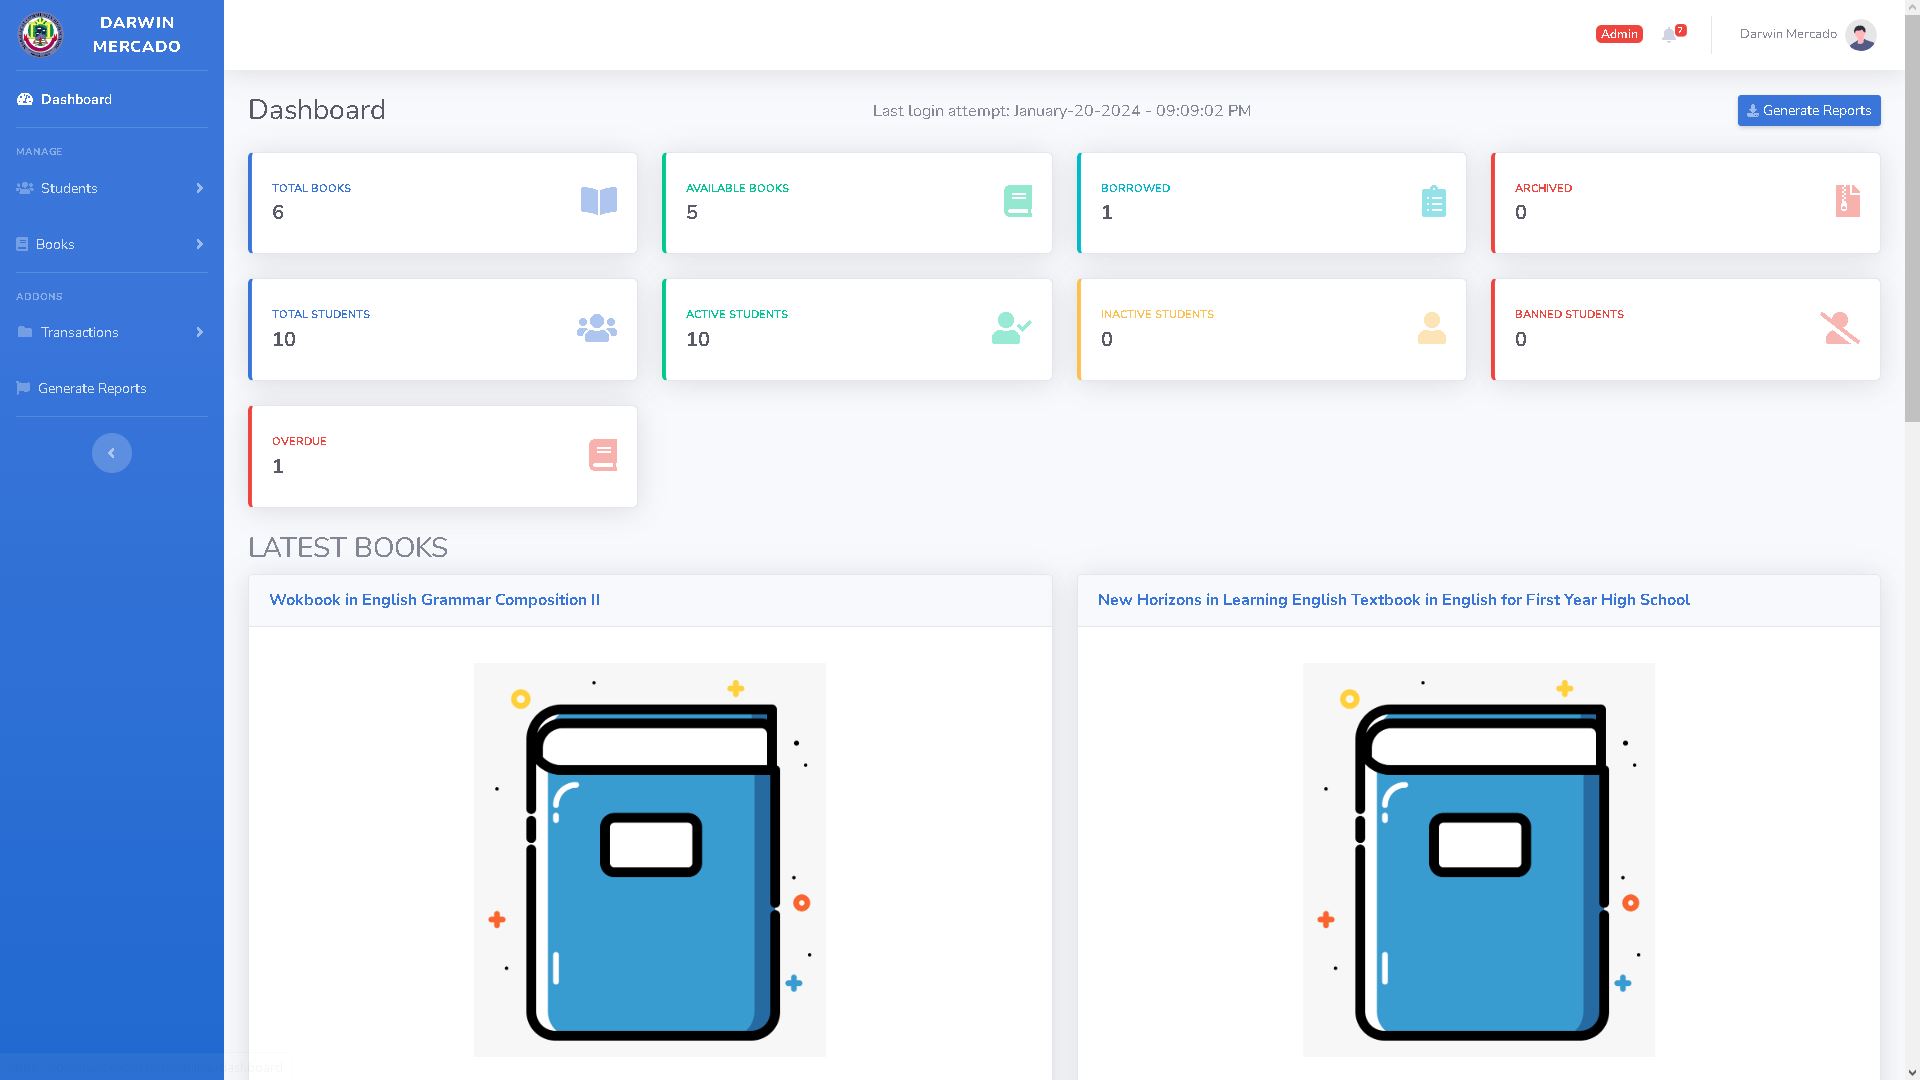 DARWIN
MERCADO
Admin
7
Darwin Mercado
Dashboard
MANAGE
Students
Books
ADDONS
Transactions
Generate Reports
Dashboard
Last login attempt: January-20-2024 - 09:09:02 PM
Generate Reports
TOTAL BOOKS
6
AVAILABLE BOOKS
5
BORROWED
1
ARCHIVED
0
TOTAL STUDENTS
10
ACTIVE STUDENTS
10
INACTIVE STUDENTS
0
BANNED STUDENTS
0
OVERDUE
1
LATEST BOOKS
Wokbook in English Grammar Composition II
New Horizons in Learning English Textbook in English for First Year High School